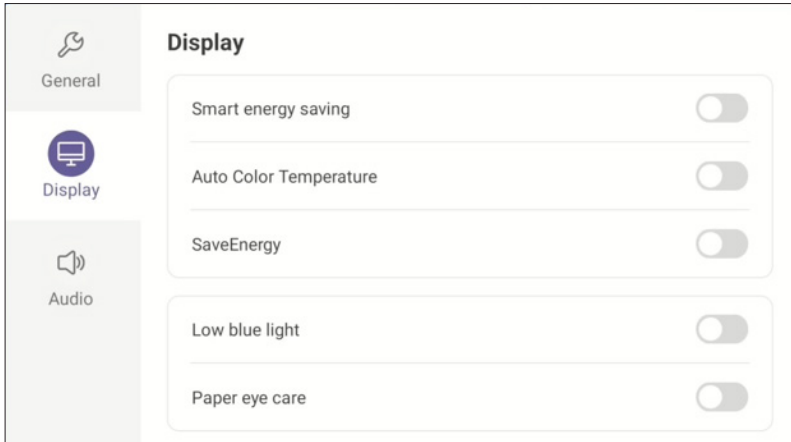 General
Display
Audio
Display
Smart energy saving
Auto Color Temperature
SaveEnergy
Low blue light
Paper eye care